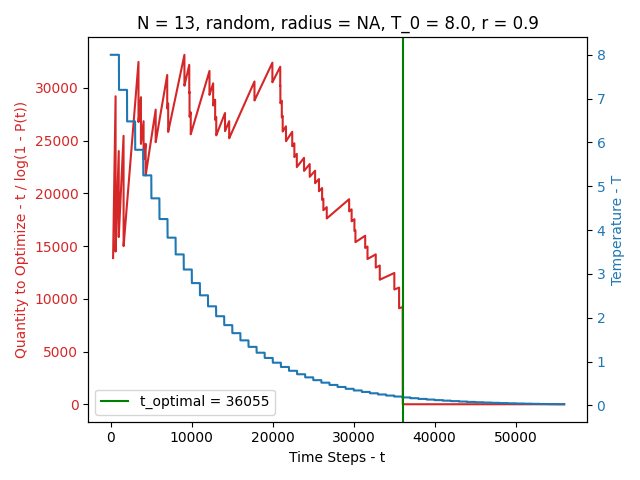 N = 13, random, radius = NA, T_0 = 8.0, r = 0.9
Quantity to Optimize - t / log(1 - P(t))
30000
25000
20000
15000
10000
5000
0
8
7
6
5
4
3
2
1
0
Temperature - T
t_optimal = 36055
0 10000 20000 30000 40000 50000
Time Steps - t